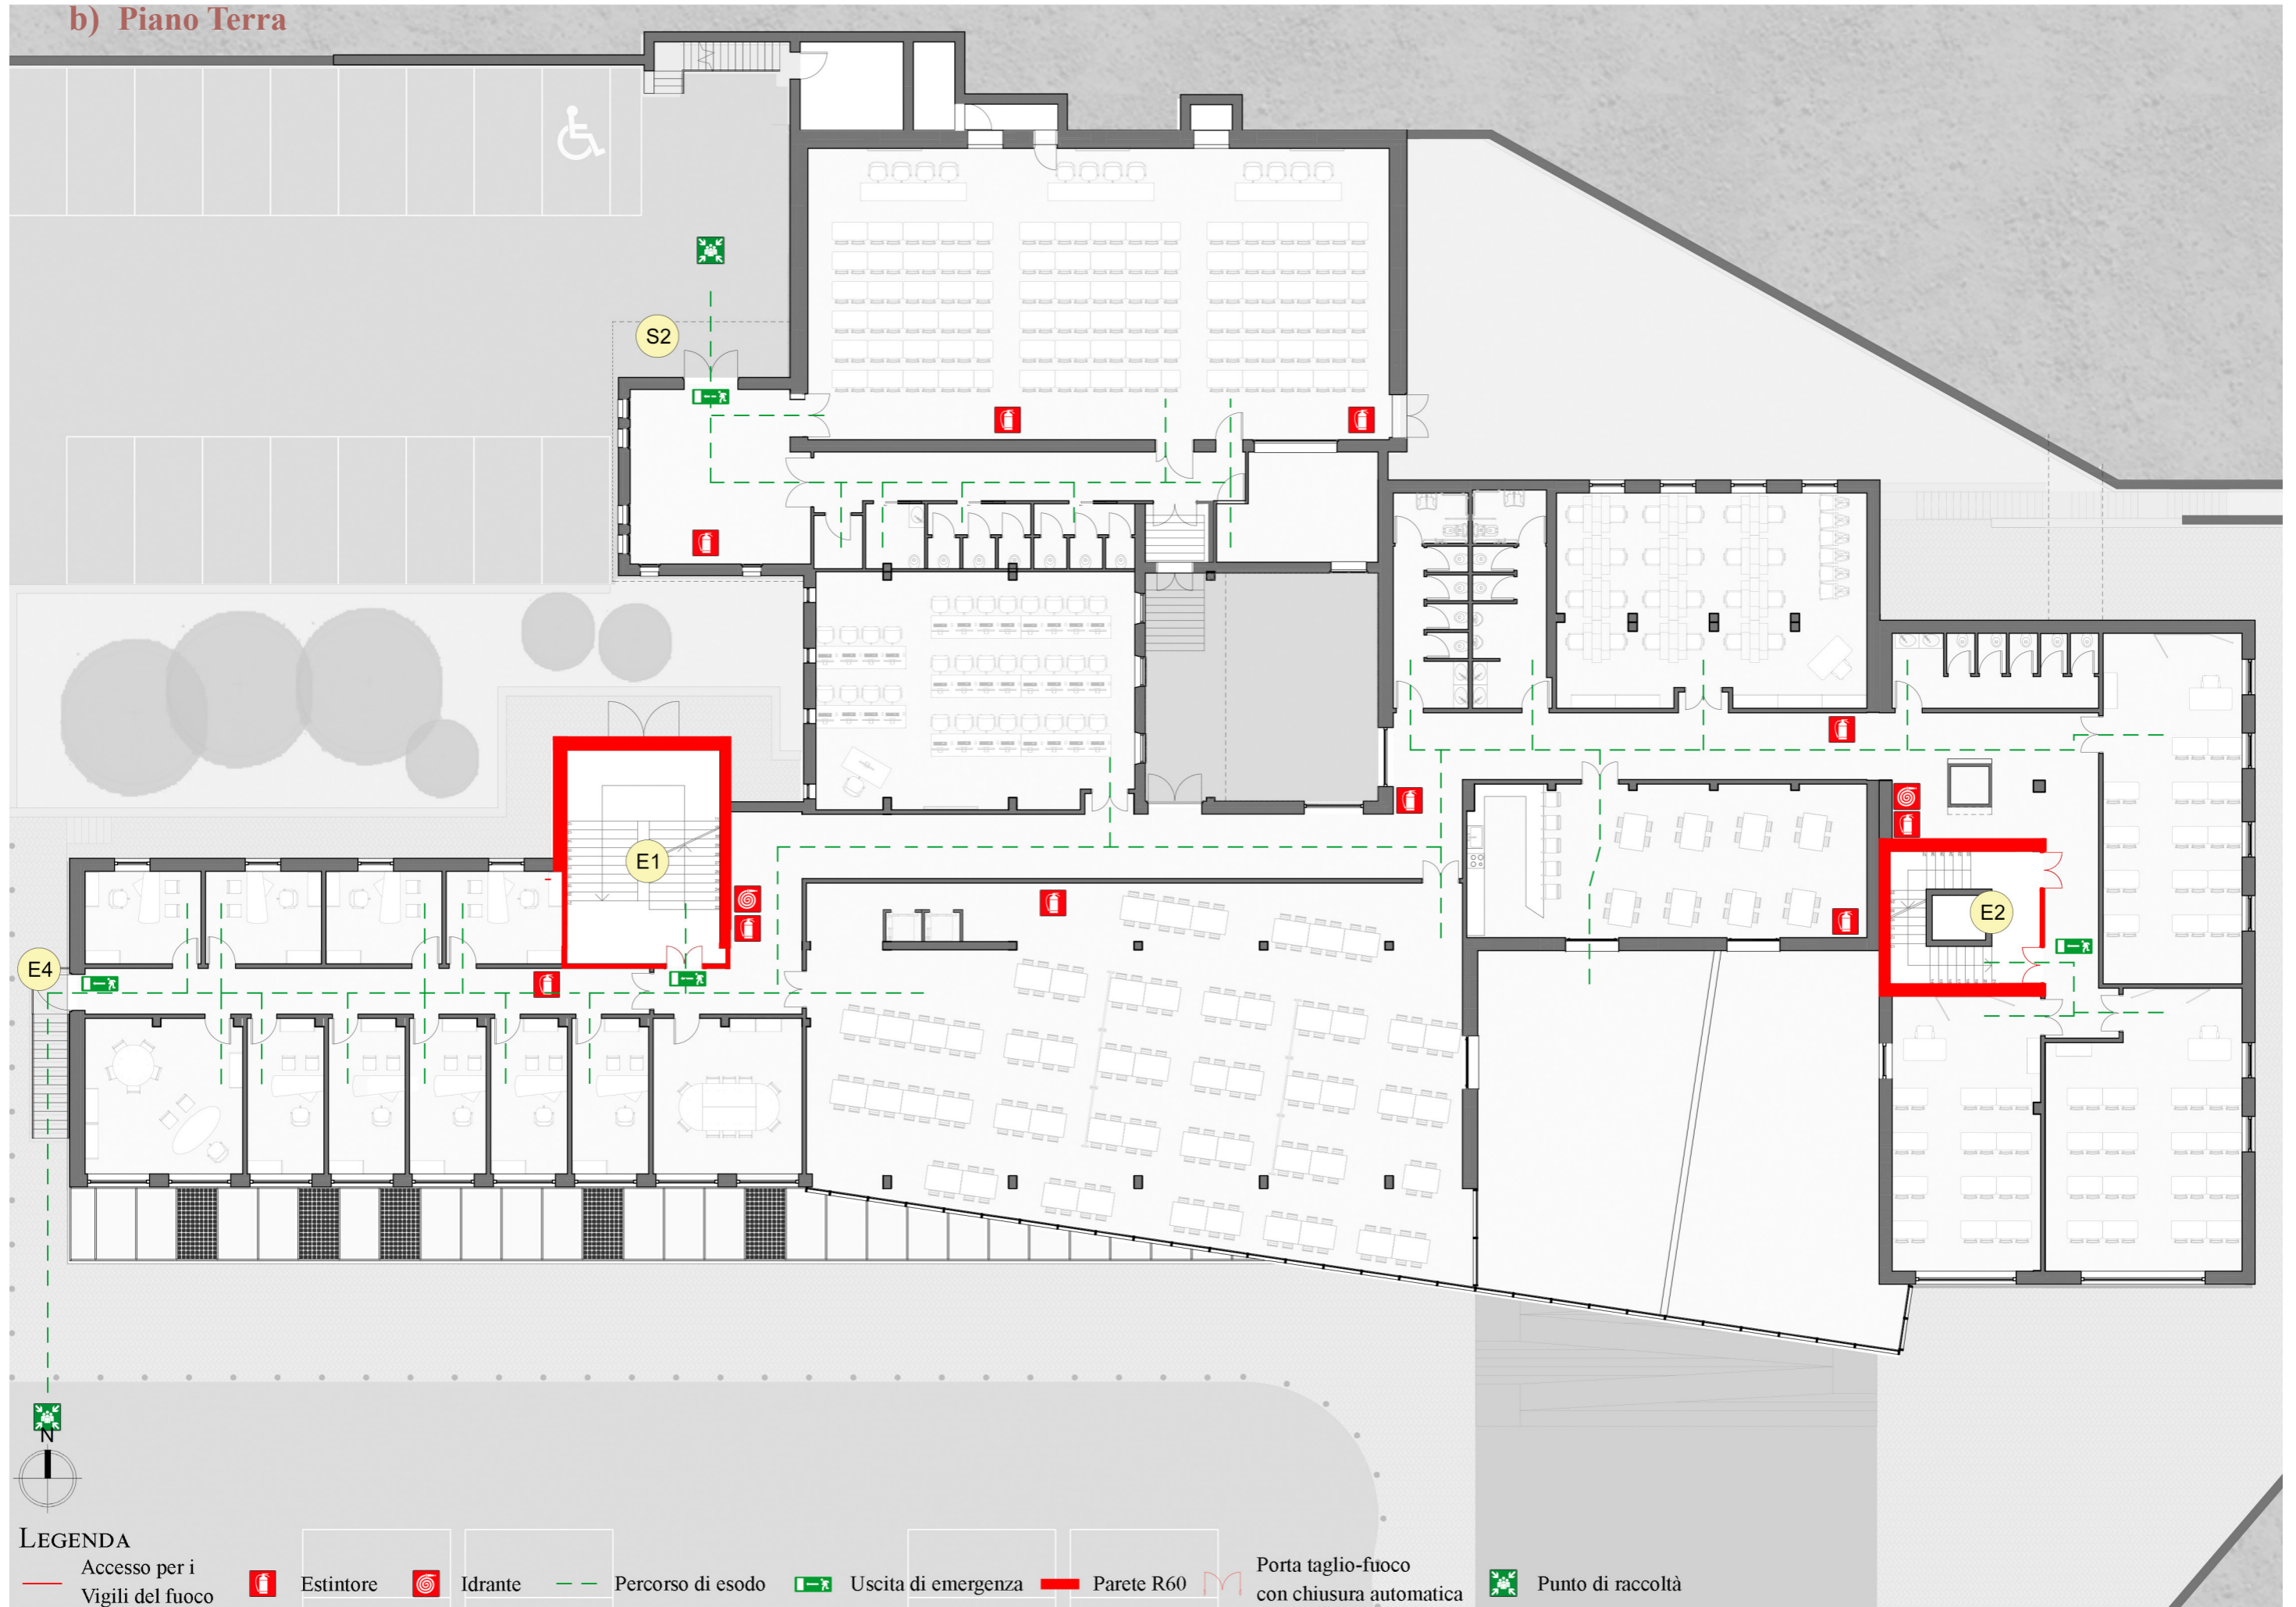 b) Piano Terra
S2
E1
E2
E4
N
LEGENDA
Accesso per i
Vigili del fuoco
Estintore
Idrante
Percorso di esodo
Uscita di emergenza
Parete R60
Porta taglio-fuoco
con chiusura automatica
Punto di raccoltà